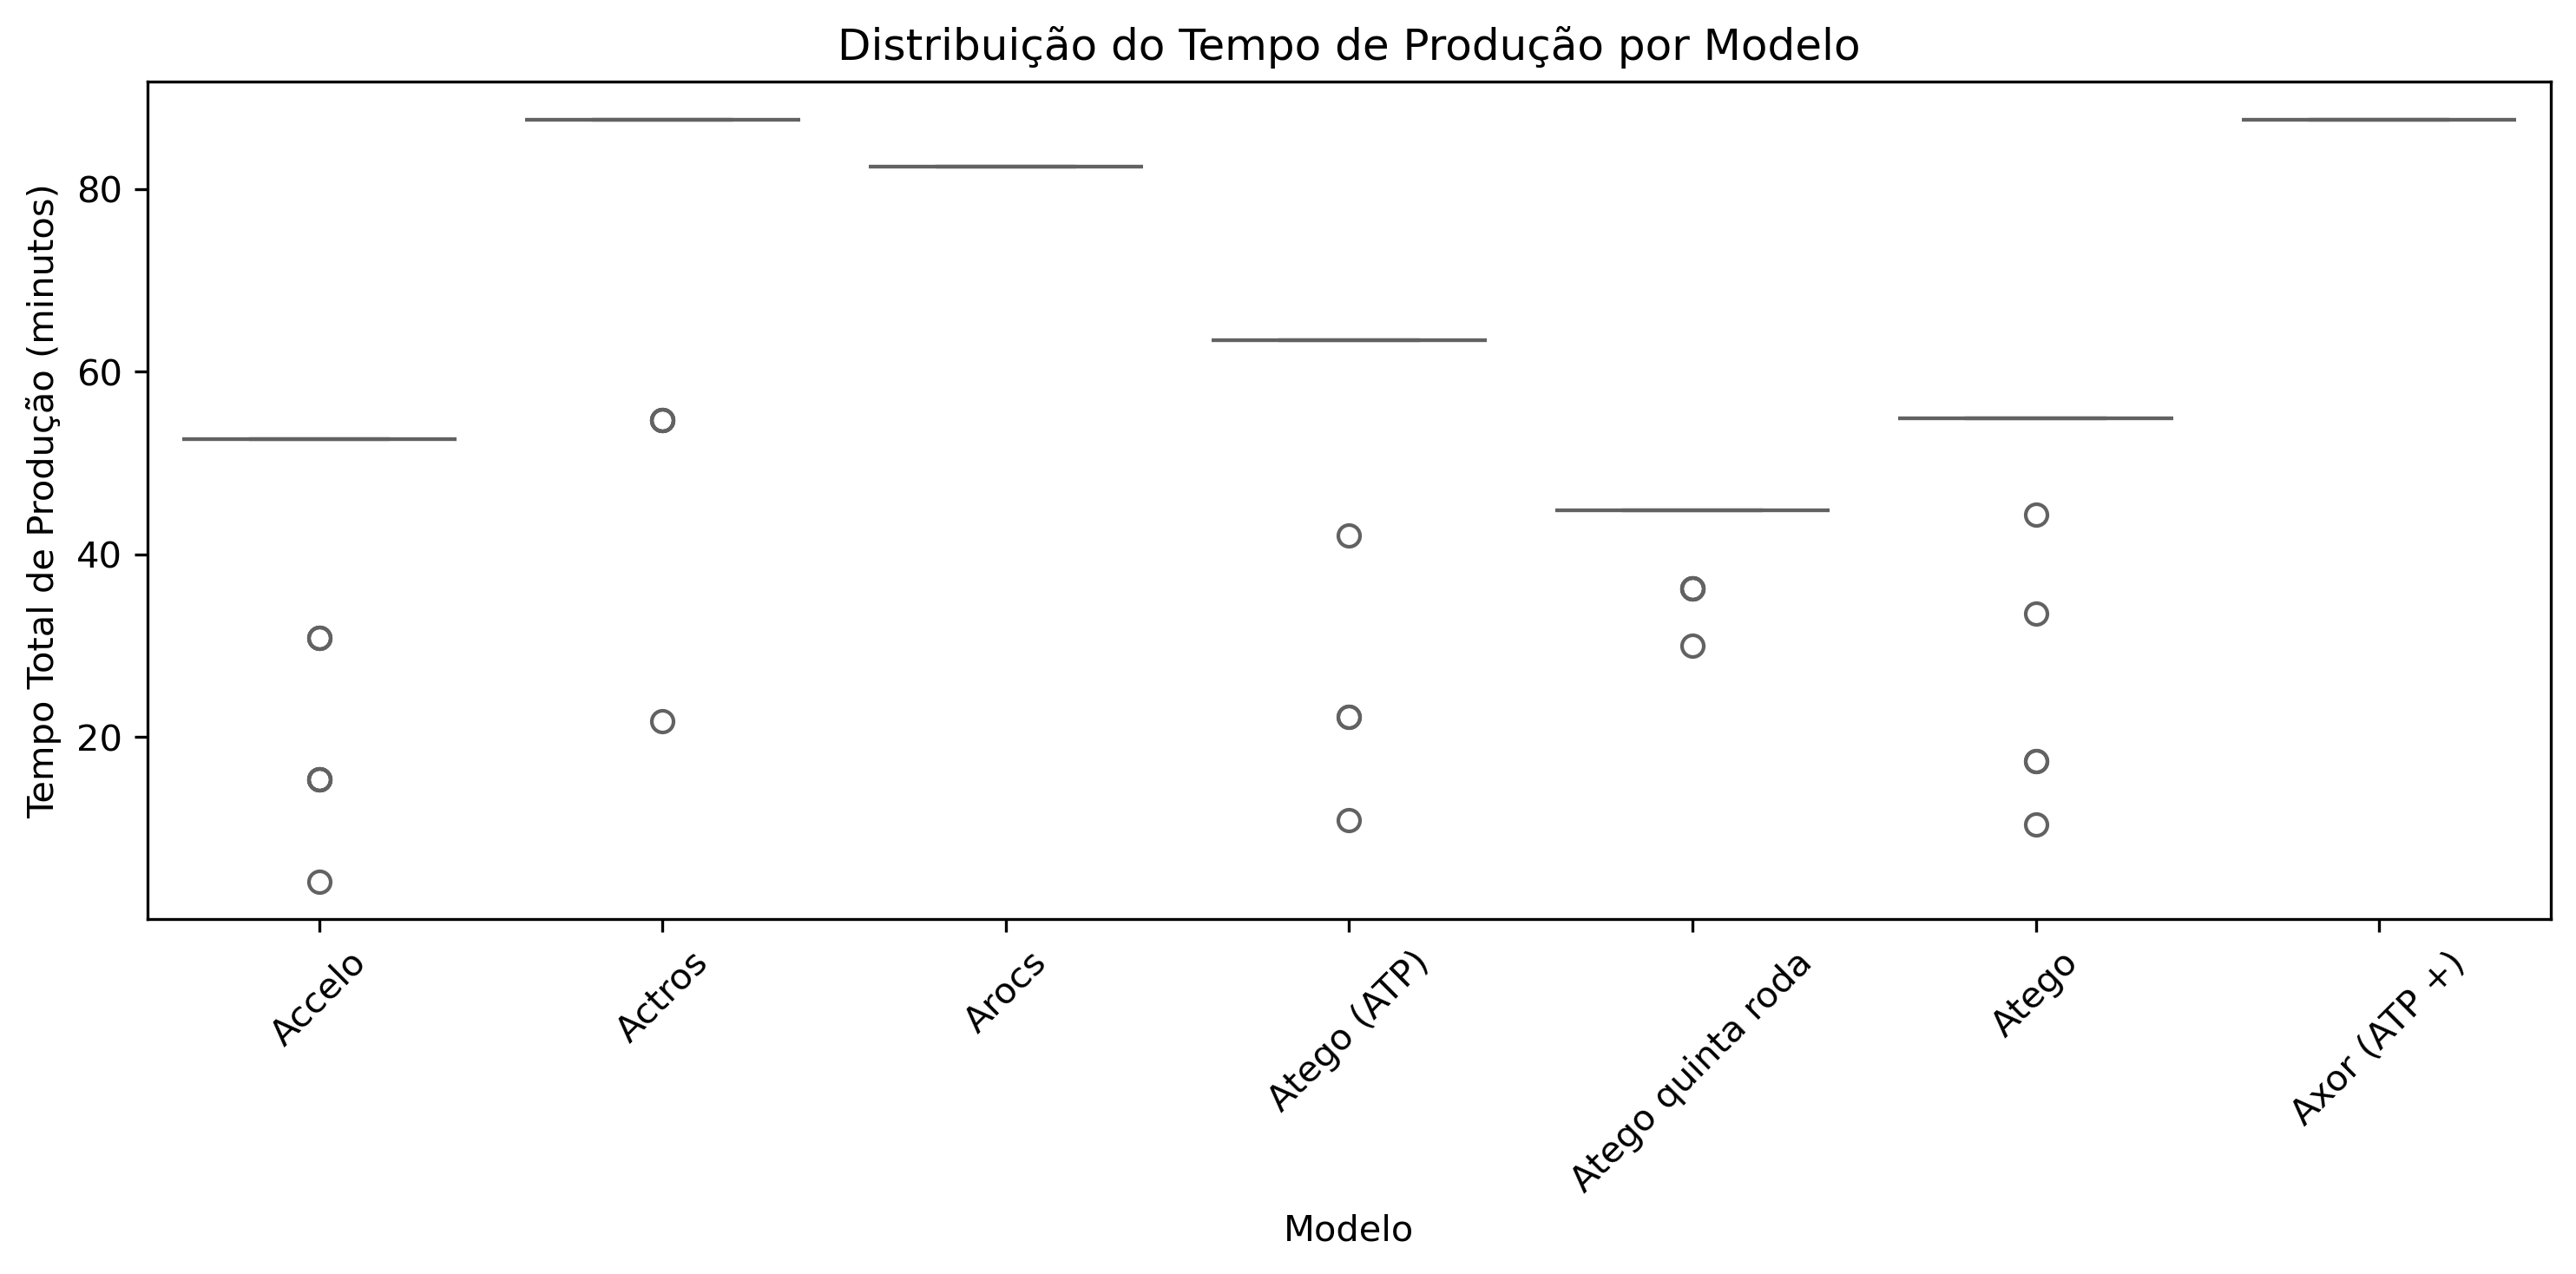 Distribuição do Tempo de Produção por Modelo
Tempo Total de Produção (minutos)
80
60
40
20
Accelo
Actros
Arocs
Atego (ATP)
Atego quinta roda
Atego
Axor (ATP +)
Modelo